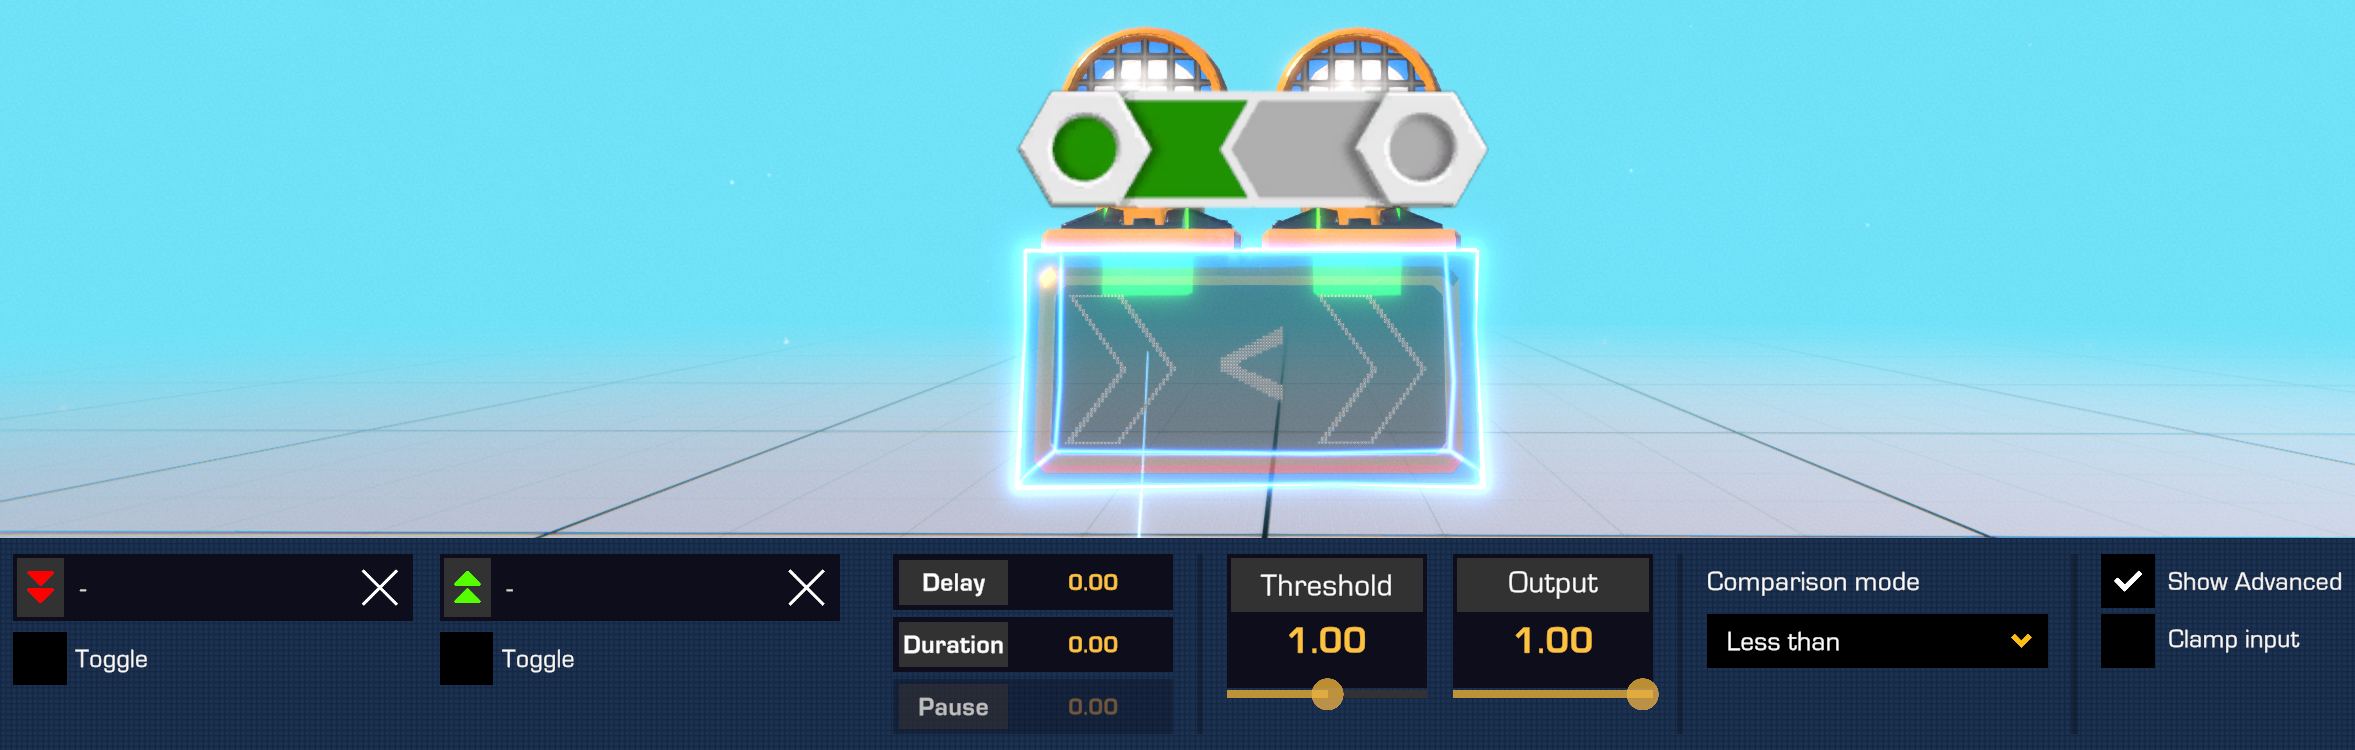 <
-
Toggle
-
Toggle
Delay 0.00
Duration 0.00
Pause 0.00
Threshold
1.00
Output
1.00
Comparison mode
Less than
Show Advanced
Clamp input